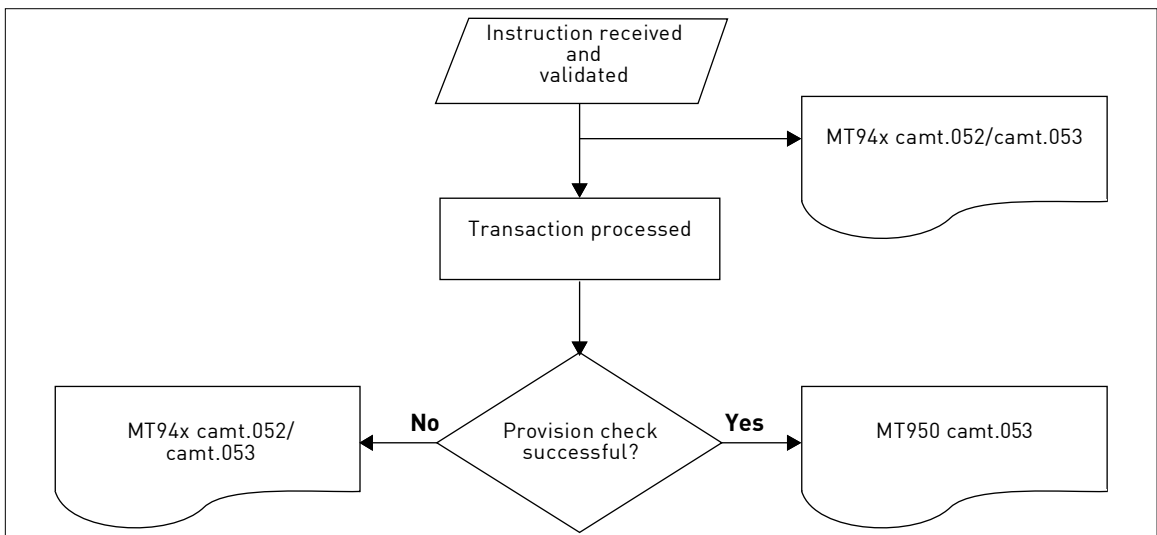 Instruction received
and
validated
MT94x camt.052/camt.053
Transaction processed
No
Yes
MT94x camt.052/
camt.053
Provision check
successful?
MT950 camt.053